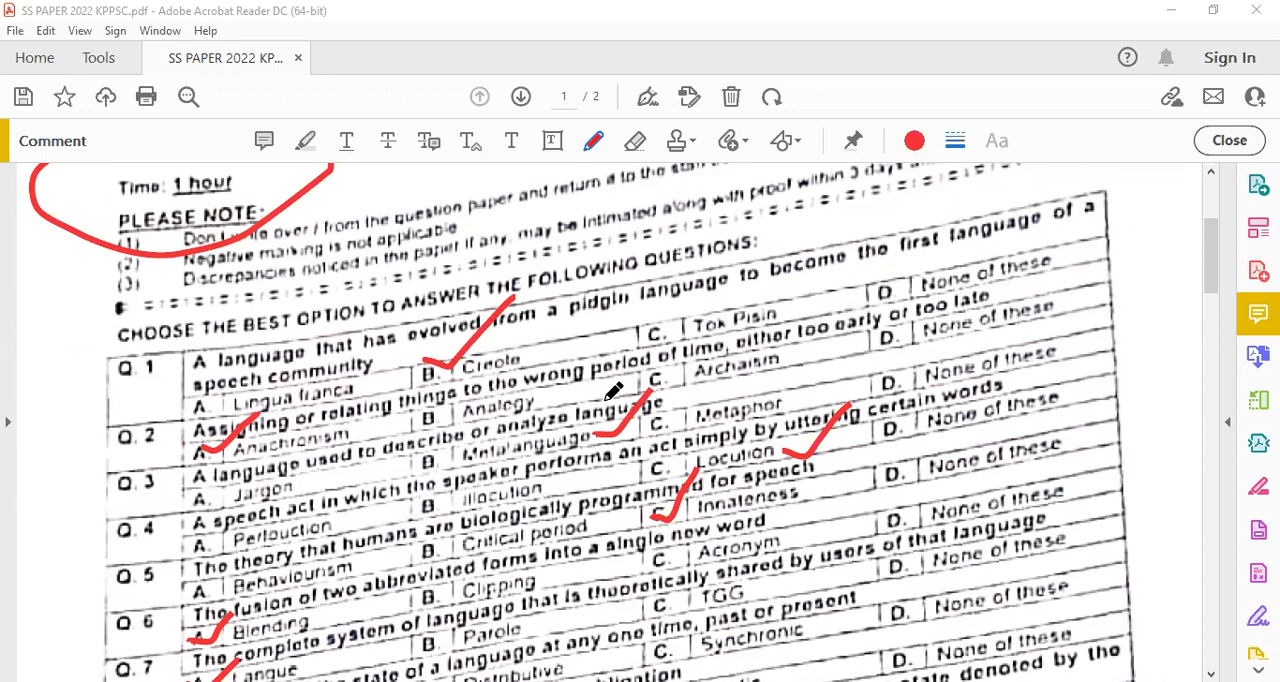 SS PAPER 2022 KPPSC.pdf - Adobe Acrobat Reader DC (64-bit)
File Edit View Sign Window Help
Home Tools SS PAPER 2022 KP... × Sign In
1 / 2
Comment Aa Close
Time: 1 hour
PLEASE NOTE:
(1) over / from the question paper and return it to the
(2) Negative marking is not applicable
(3) Discrepancies noticed in the paper if any, may be intimated along with proof within 3 days
CHOOSE THE BEST OPTION TO ANSWER THE FOLLOWING QUESTIONS:
Q. 1 A language that has evolved from a pidgin language to become the first language of a
speech community
A. Lingua franca B. Creole C. Tok Pisin D None of these
Q. 2 Assigning or relating things to the wrong period of time, either too early or too late
A. Anachronism B Analogy C. Archaism D. None of these
Q. 3 A language used to describe or analyze language
A. Jargon B. Metalanguage C. Metaphor D. None of these
Q. 4 A speech act in which the speaker performs an act simply by uttering certain words
A. Perlouction B Illocution C. Locution D. None of these
Q. 5 The theory that humans are biologically programmed for speech
A. Behaviourism B. Critical period C Innateness D. None of these
Q 6 The fusion of two abbreviated forms into a single new word
A Blending B. Clipping C. Acronym D. None of these
Q. 7 The complete system of language that is theoretically shared by users of that language
Langue B. Parole C. TGG D. None of these
state of a language at any one time, past or present
C. Synchronic D. None of these
D. None of these
denoted by the